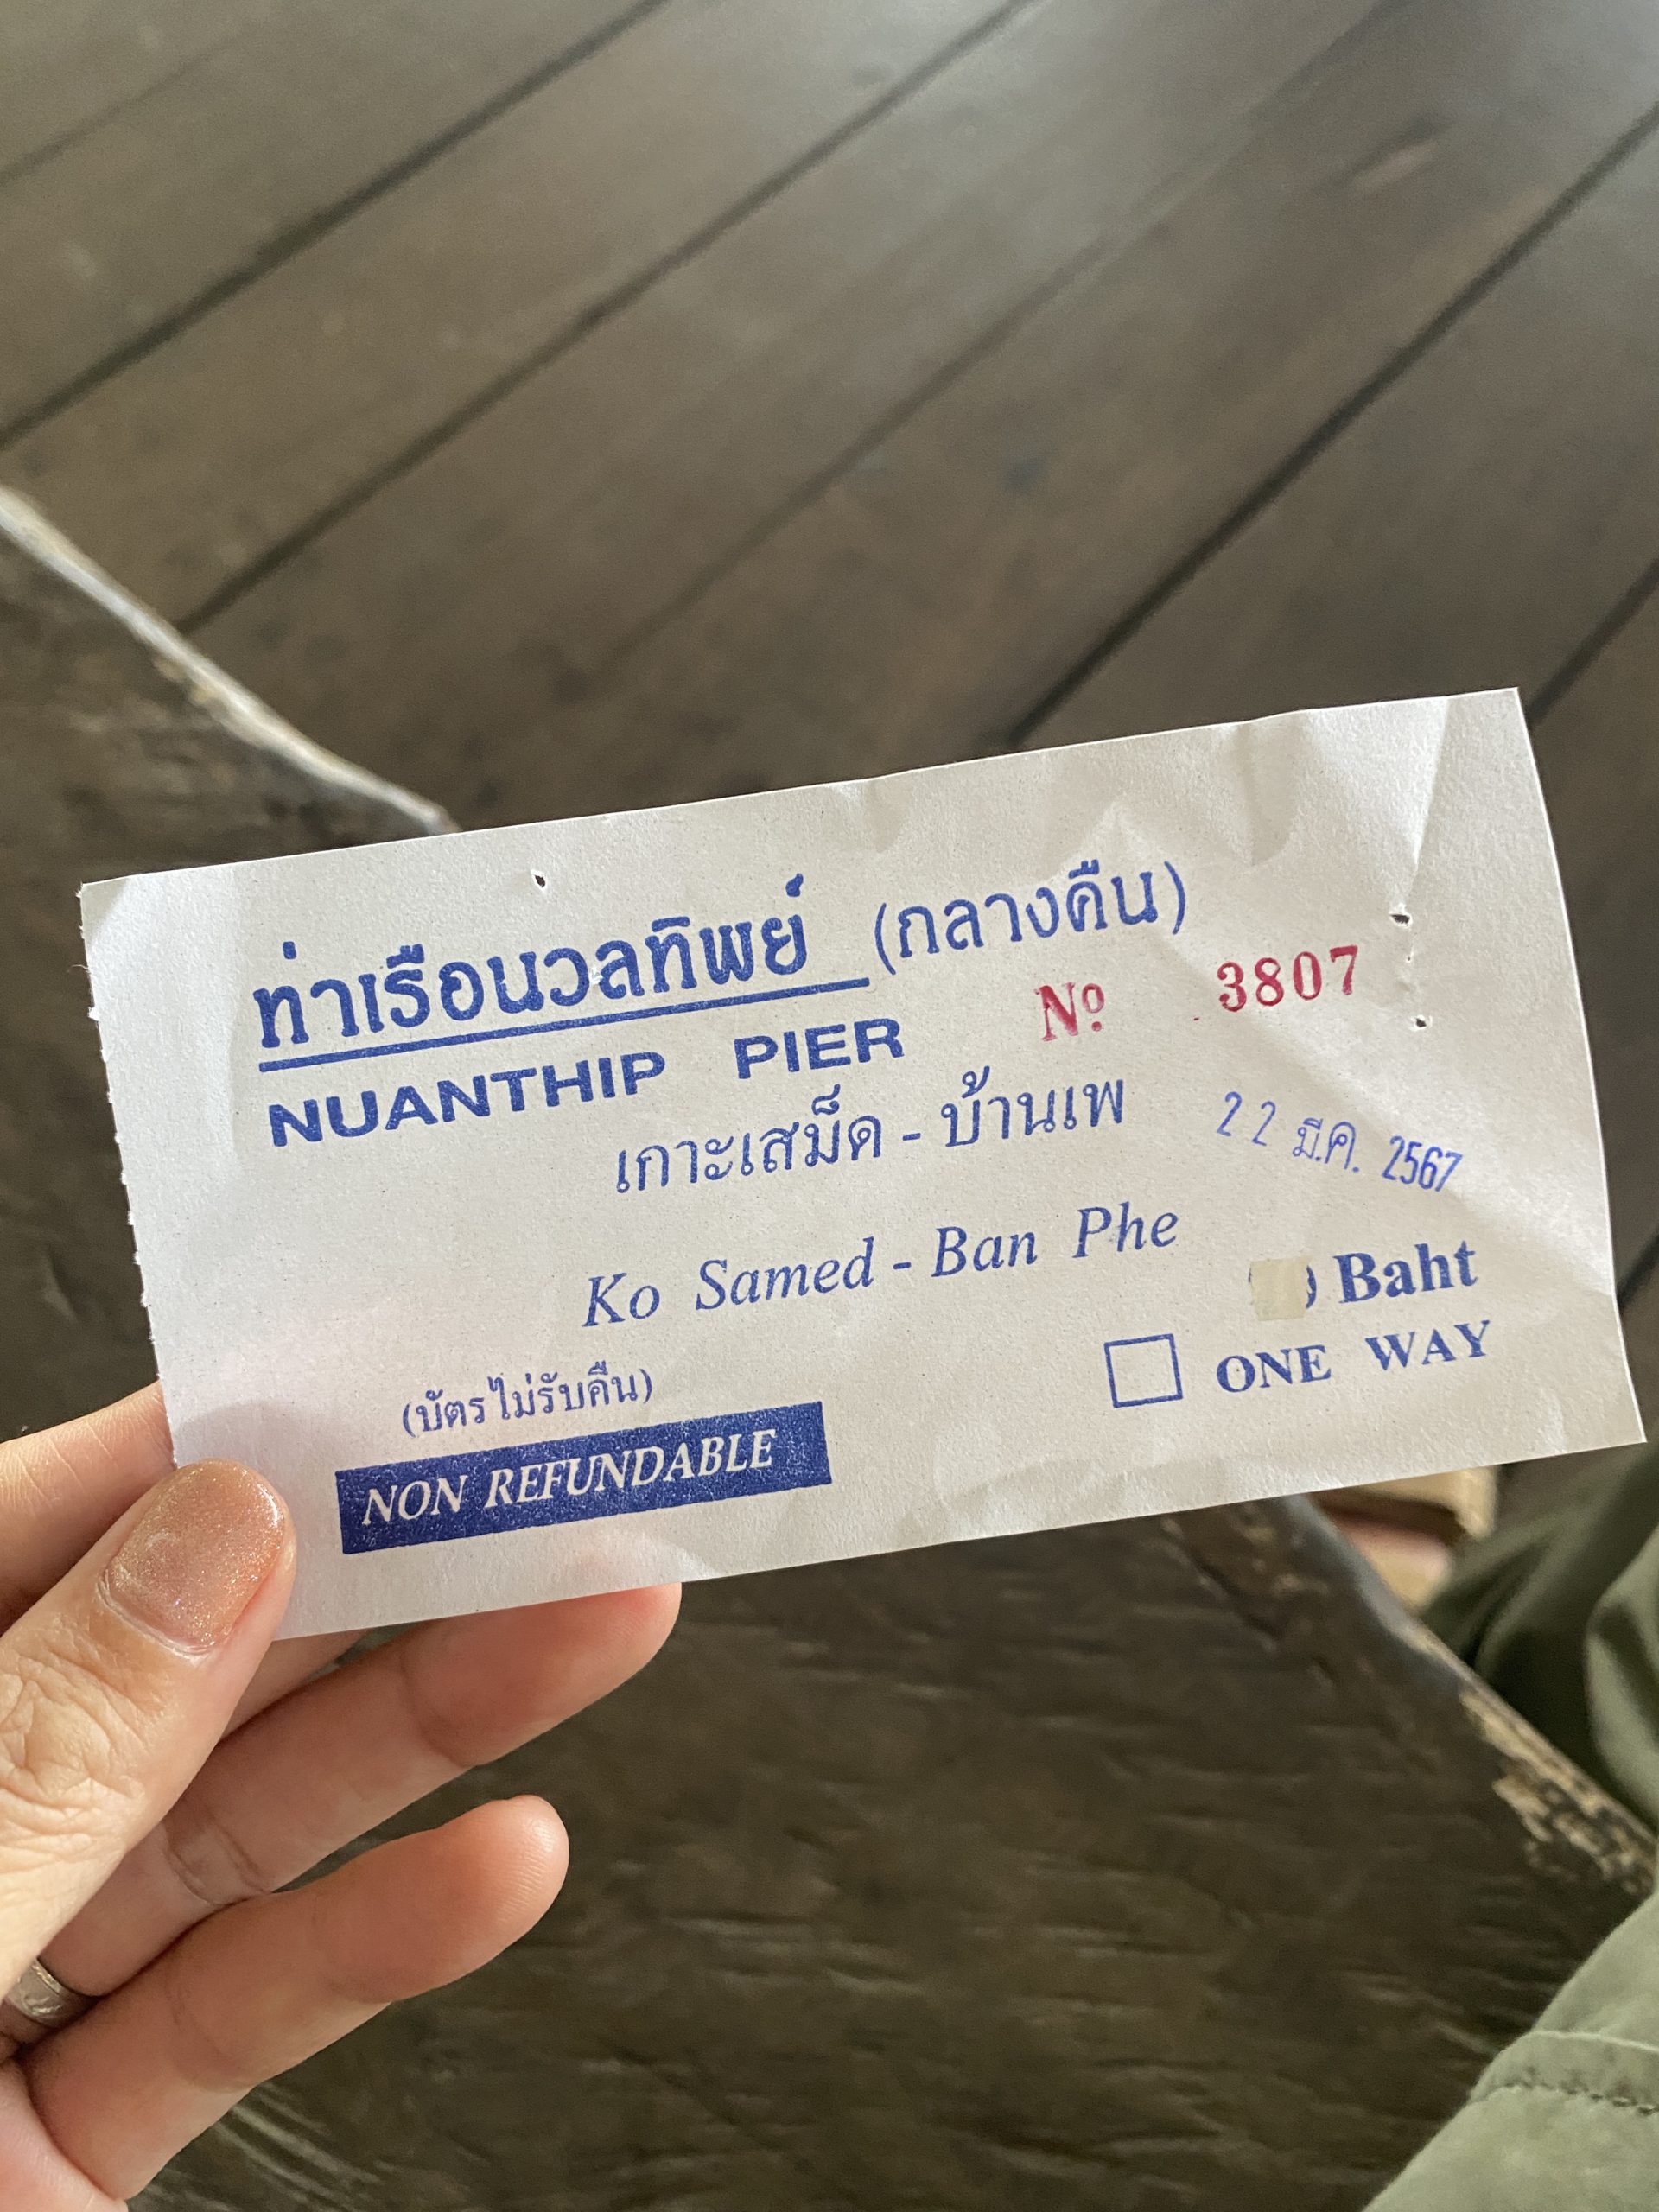 ท่าเรือนวลทิพย์ (กลางคืน)
NUANTHIP PIER
Nº 3807
เกาะเสม็ด - บ้านเพ
22 มี.ค. 2567
Ko Samed - Ban Phe
Baht
ONE WAY
(บัตรไม่รับคืน)
NON REFUNDABLE